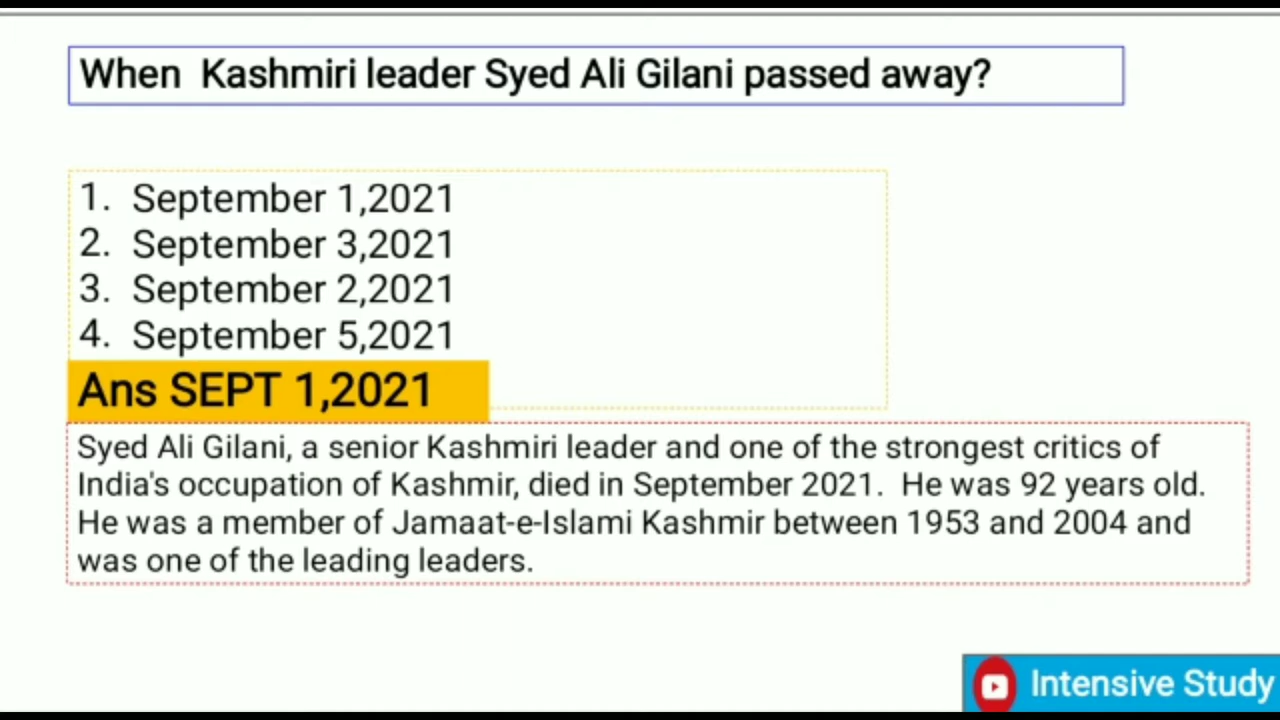 When Kashmiri leader Syed Ali Gilani passed away?
1. September 1,2021
2. September 3,2021
3. September 2,2021
4. September 5,2021
Ans SEPT 1,2021
Syed Ali Gilani, a senior Kashmiri leader and one of the strongest critics of
India's occupation of Kashmir, died in September 2021. He was 92 years old.
He was a member of Jamaat-e-Islami Kashmir between 1953 and 2004 and
was one of the leading leaders.
Intensive Study